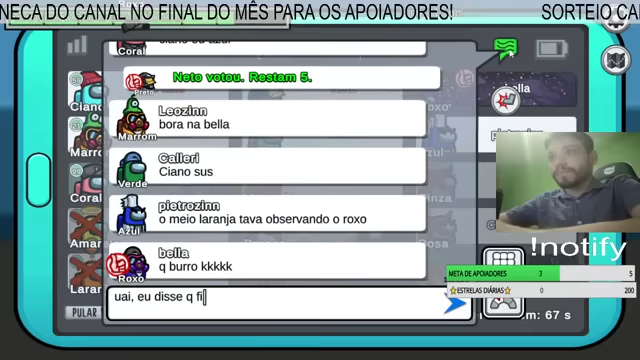 NECA DO CANAL NO FINAL DO MÊS PARA OS APOIADORES! SORTEIO CA
Coral
Neto votou. Restam 5.
Preto
Leozinn
bora na bella
Marrom
Calleri
Ciano sus
Verde
pietrozinn
o meio laranja tava observando o roxo
Azul
bella
q burro kkkkk
Roxo
uai, eu disse q fi
Ciano
Marro
Coral
Amar
Laran
PULAR
!notify
META DE APOIADORES 3 5
ESTRELAS DIÁRIAS 0 200
m: 67 s